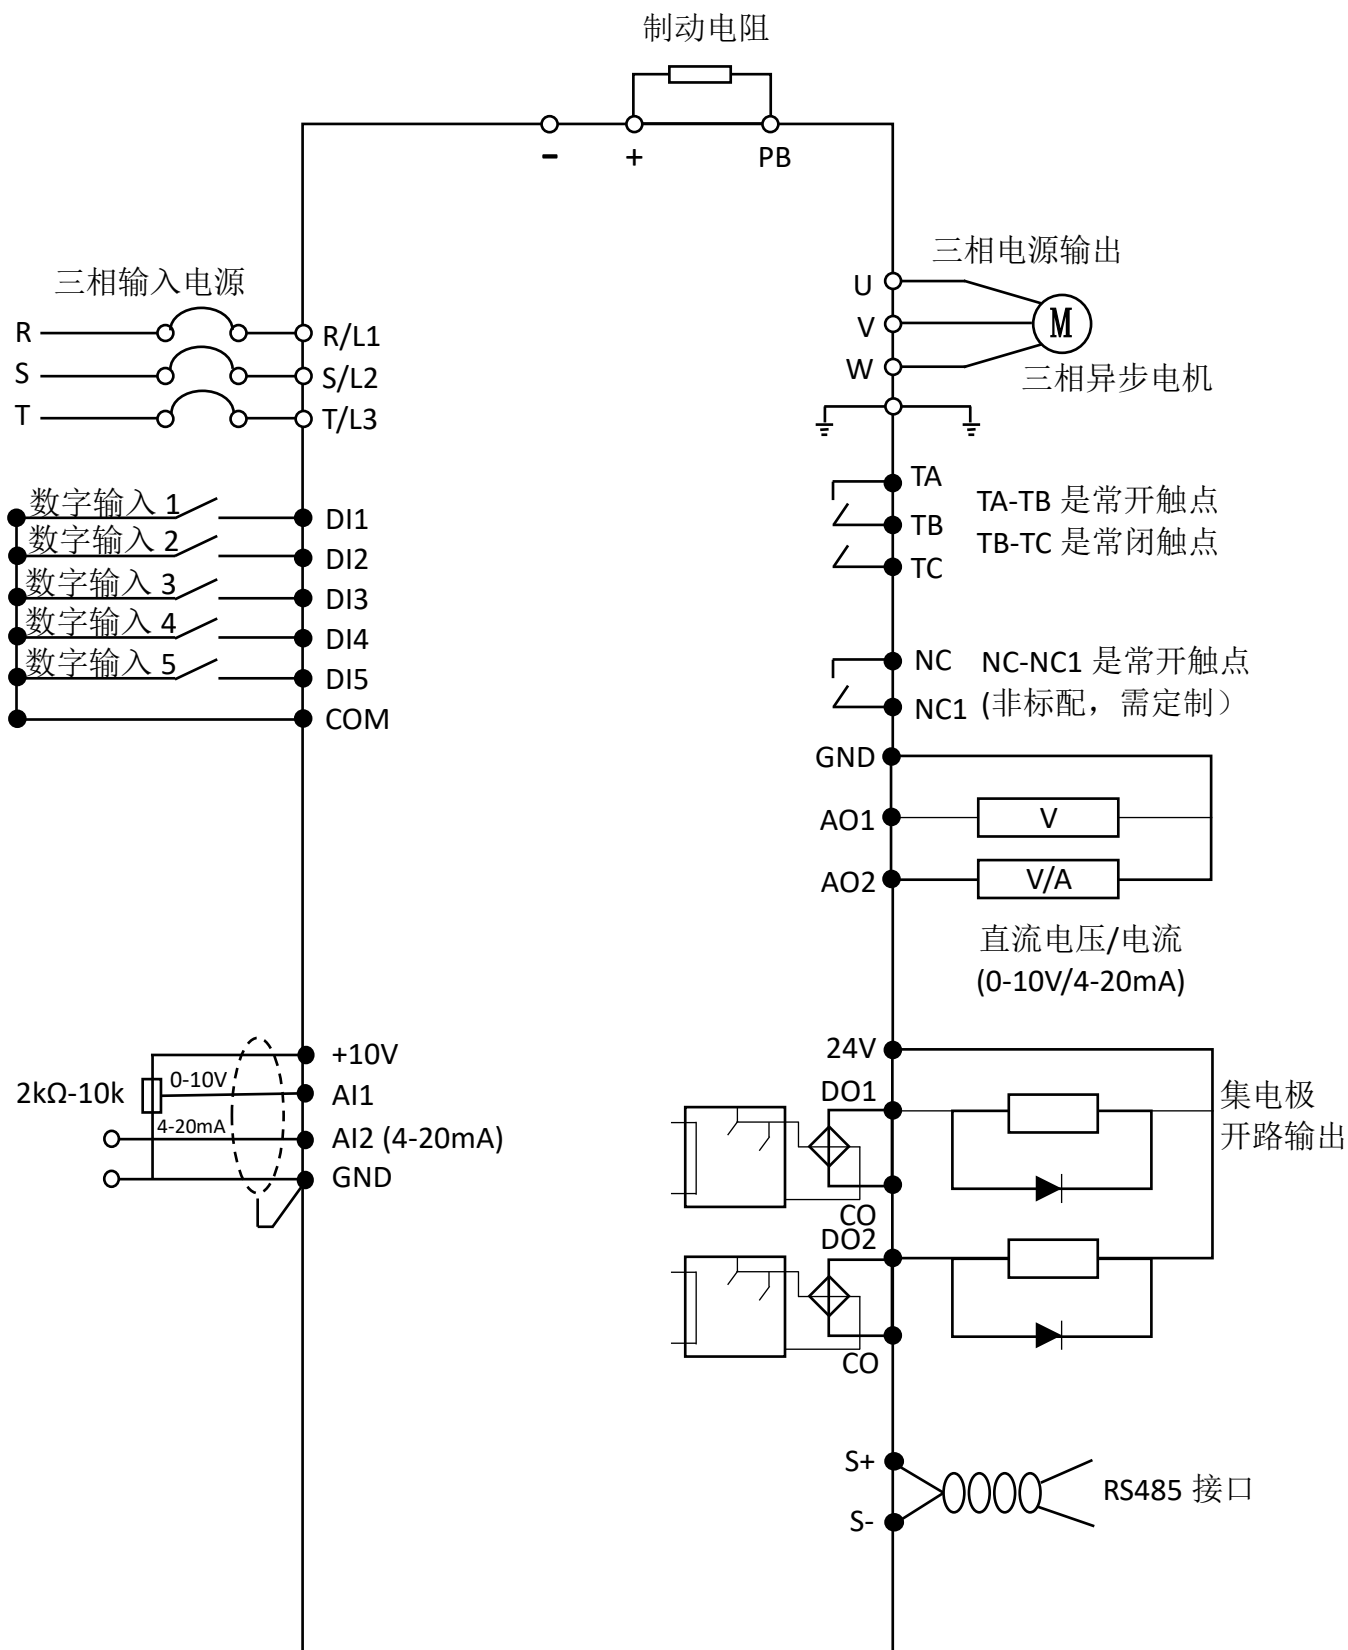 制动电阻
- + PB
三相输入电源
R R/L1
S S/L2
T T/L3
三相电源输出
U
V
W
M
三相异步电机
数字输入 1 DI1
数字输入 2 DI2
数字输入 3 DI3
数字输入 4 DI4
数字输入 5 DI5
COM
TA
TB
TC
TA-TB 是常开触点
TB-TC 是常闭触点
NC
NC1
NC-NC1 是常开触点
(非标配，需定制）
GND
AO1 V
AO2 V/A
直流电压/电流
(0-10V/4-20mA)
+10V
2kΩ-10k 0-10V AI1
4-20mA AI2 (4-20mA)
GND
24V
DO1
CO
DO2
CO
集电极
开路输出
S+
S-
RS485 接口